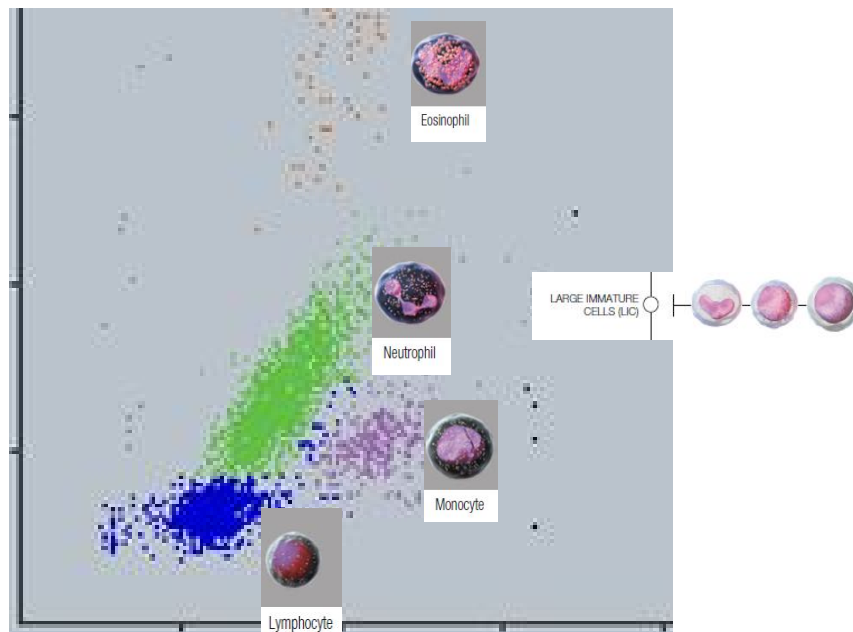 Eosinophil
Neutrophil
LARGE IMMATURE
CELLS (LIC)
Monocyte
Lymphocyte